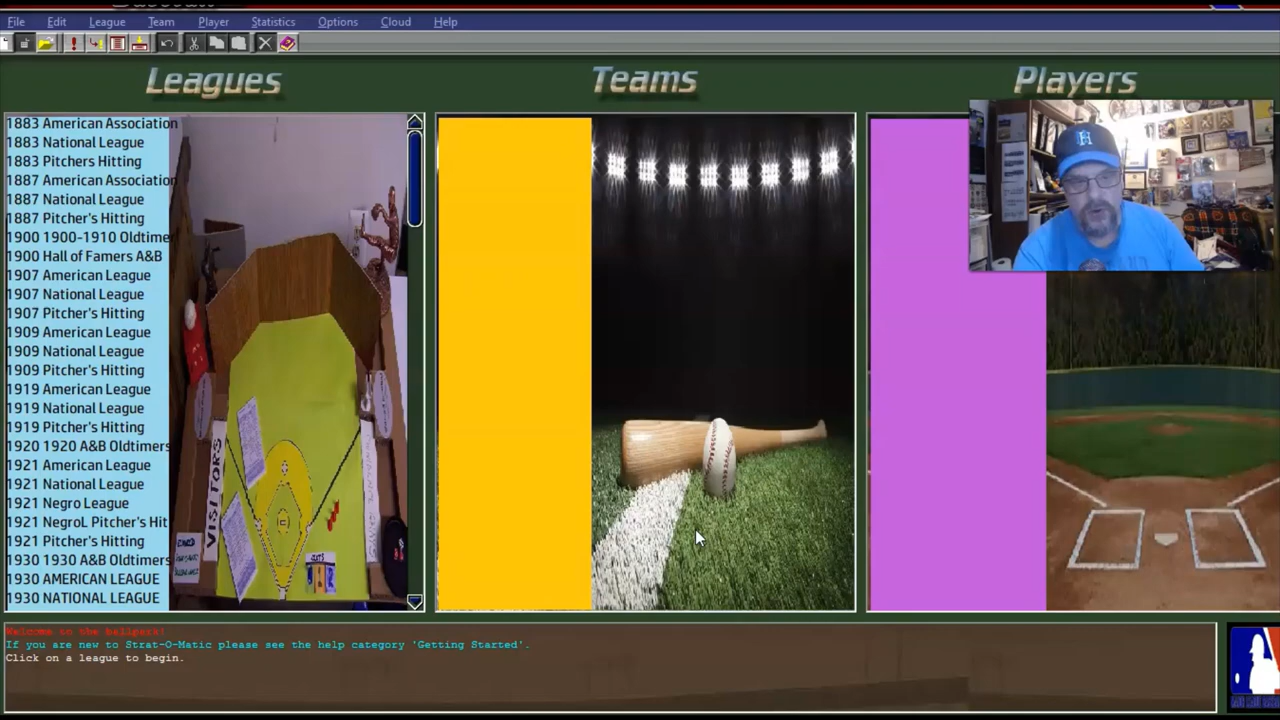 File Edit League Team Player Statistics Options Cloud Help
Leagues
Teams
Players
1883 American Association
1883 National League
1883 Pitchers Hitting
1887 American Association
1887 National League
1887 Pitcher's Hitting
1900 1900-1910 Oldtimer
1900 Hall of Famers A&B
1907 American League
1907 National League
1907 Pitcher's Hitting
1909 American League
1909 National League
1909 Pitcher's Hitting
1919 American League
1919 National League
1919 Pitcher's Hitting
1920 1920 A&B Oldtimers
1921 American League
1921 National League
1921 Negro League
1921 NegroL Pitcher's Hit
1921 Pitcher's Hitting
1930 1930 A&B Oldtimers
1930 AMERICAN LEAGUE
1930 NATIONAL LEAGUE
VISITORS
Welcome to the ballpark!
If you are new to Strat-O-Matic please see the help category 'Getting Started'.
Click on a league to begin.